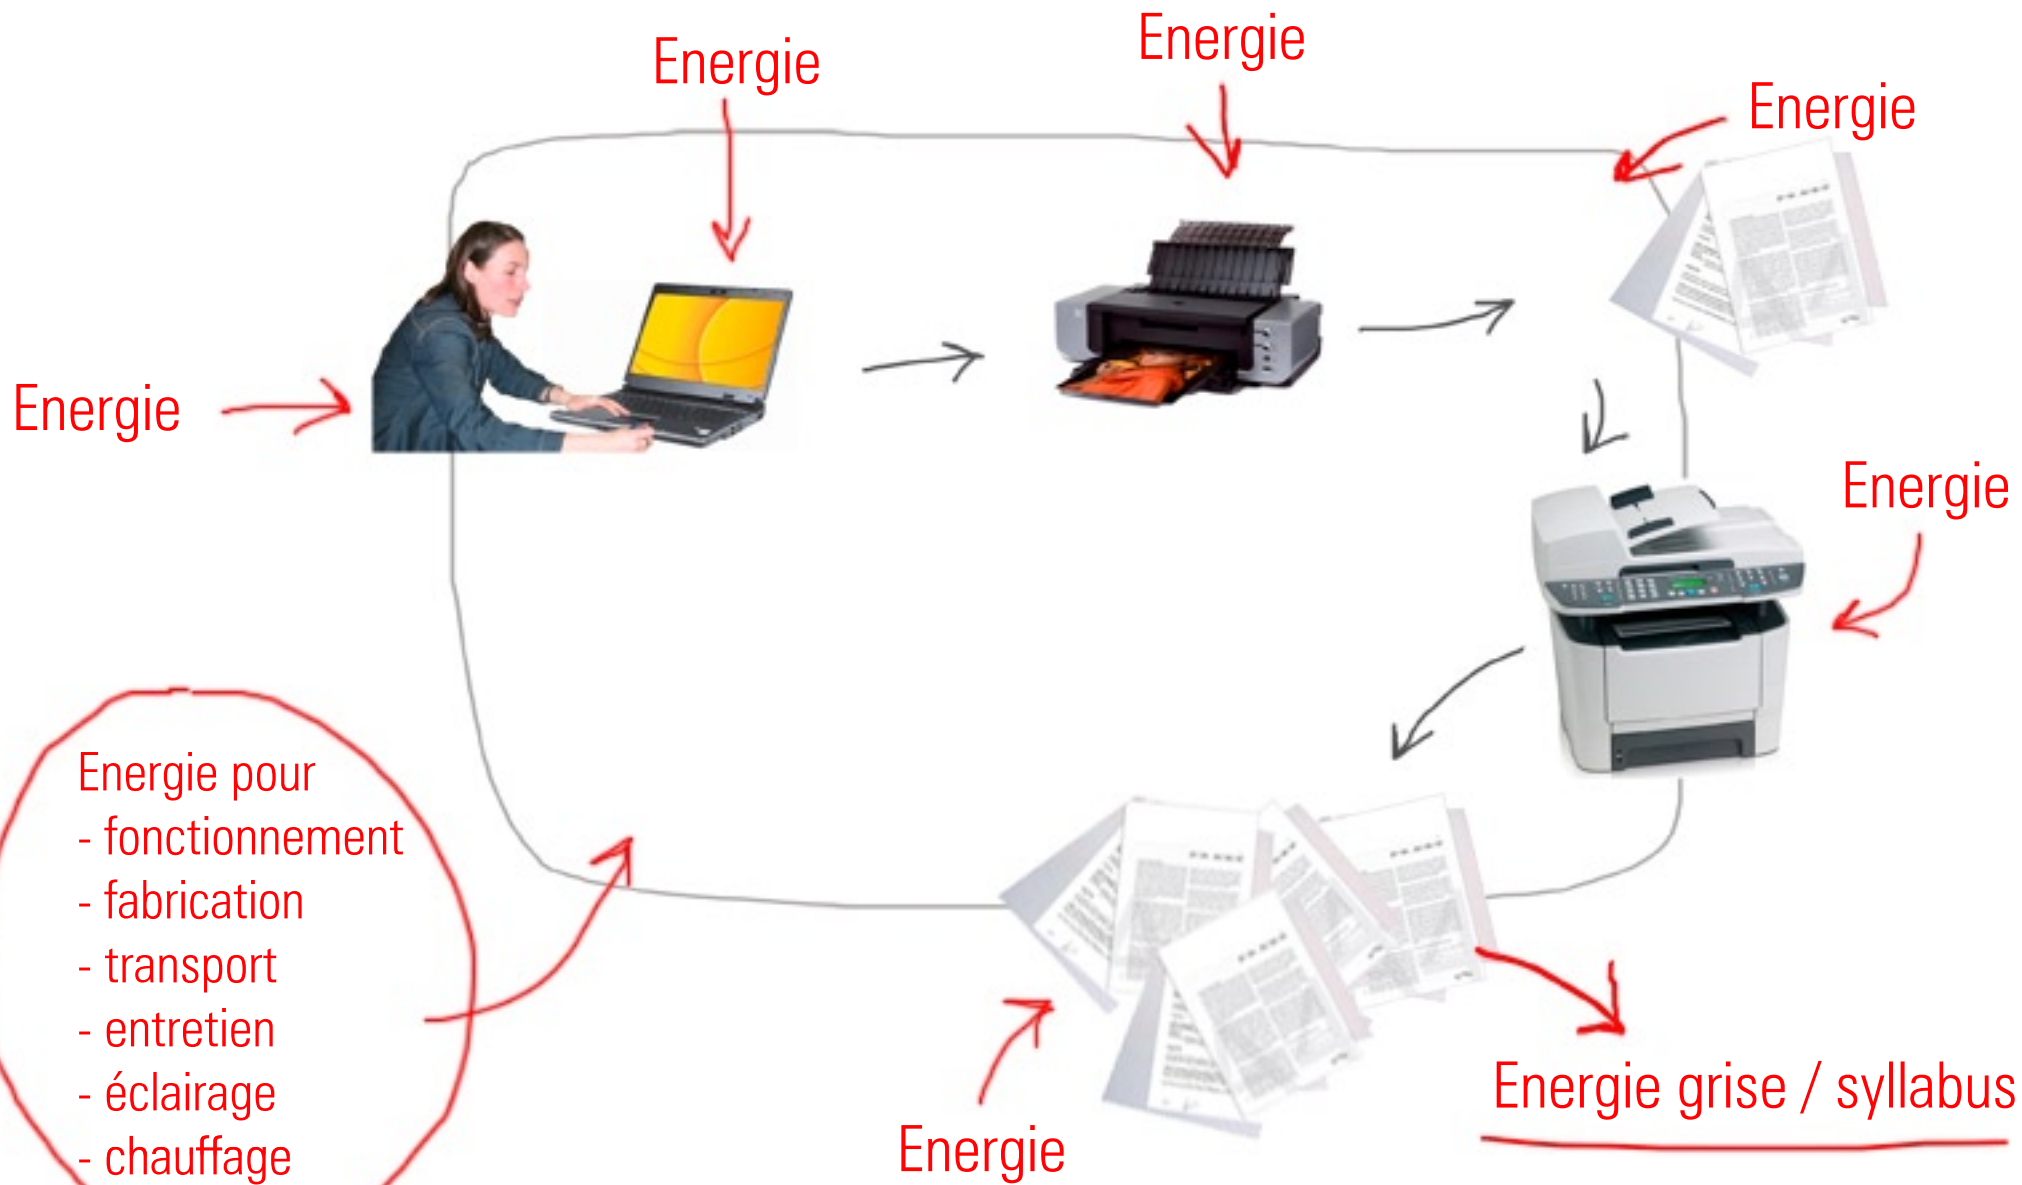 Energie
Energie
Energie
Energie
Energie
Energie pour
- fonctionnement
- fabrication
- transport
- entretien
- éclairage
- chauffage
Energie grise / syllabus
Energie